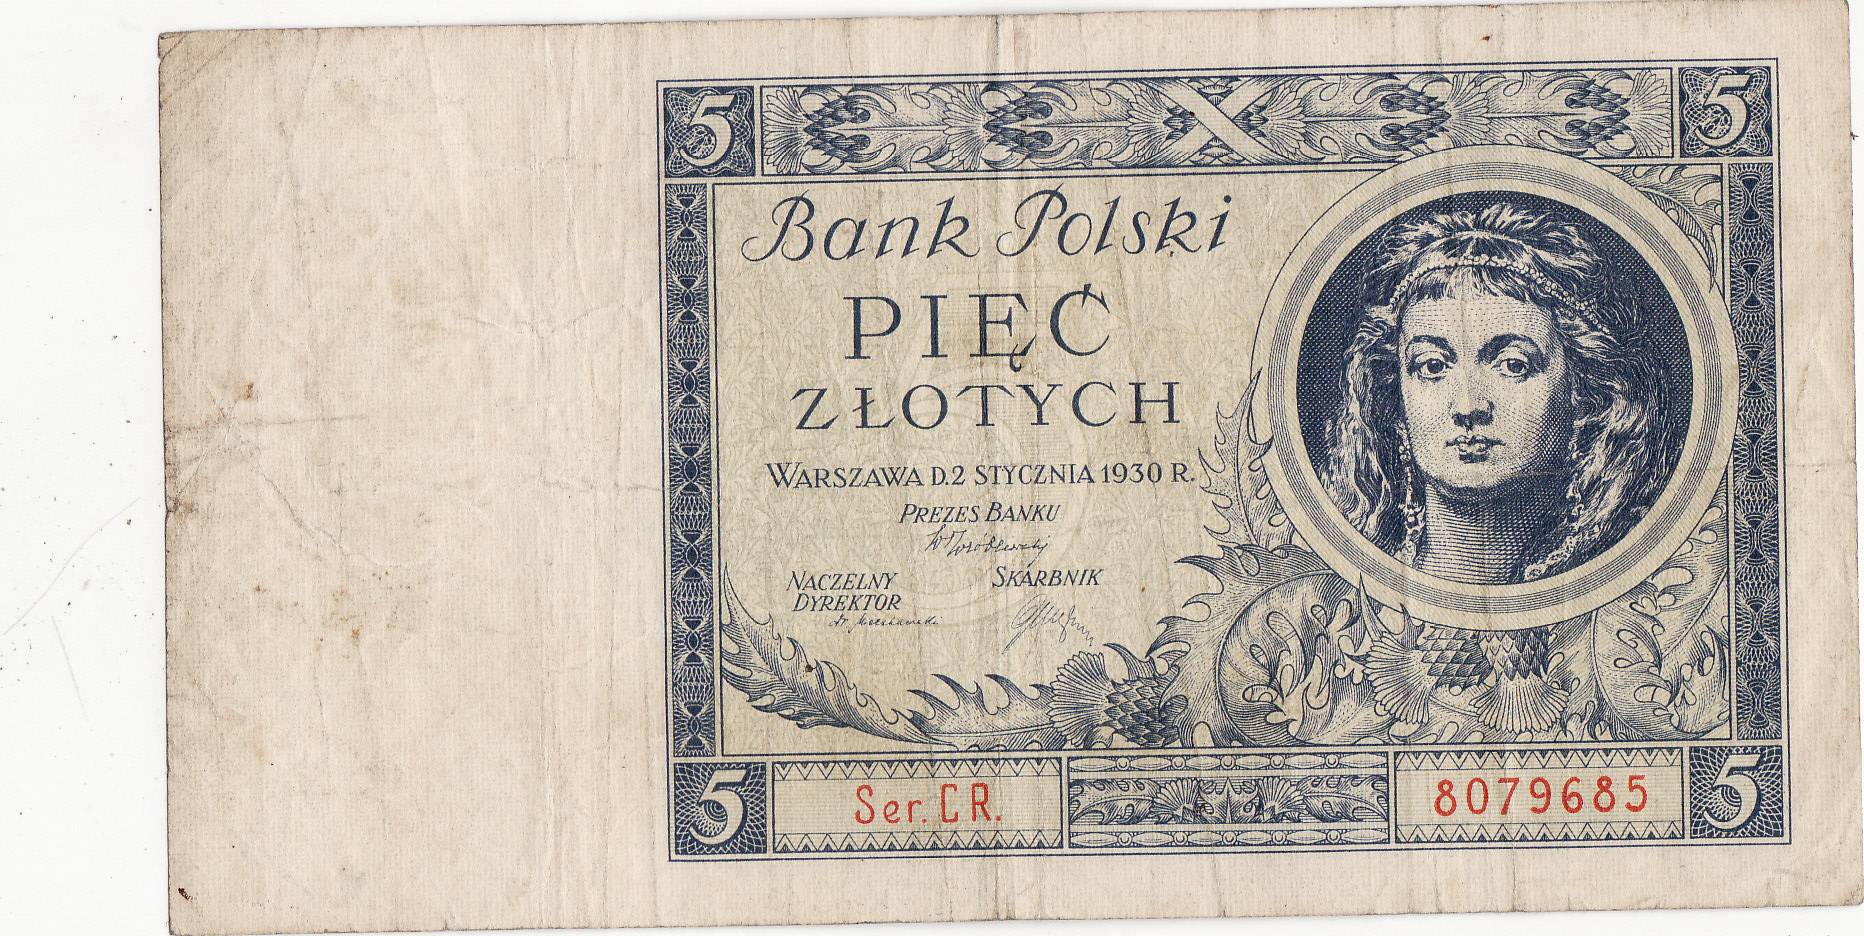 5 5
Bank Polski
PIĘĆ
ZŁOTYCH
WARSZAWA D.2 STYCZNIA 1930 R.
PREZES BANKU
NACZELNY SKARBNIK
DYREKTOR
5 Ser. CR. 8079685 5